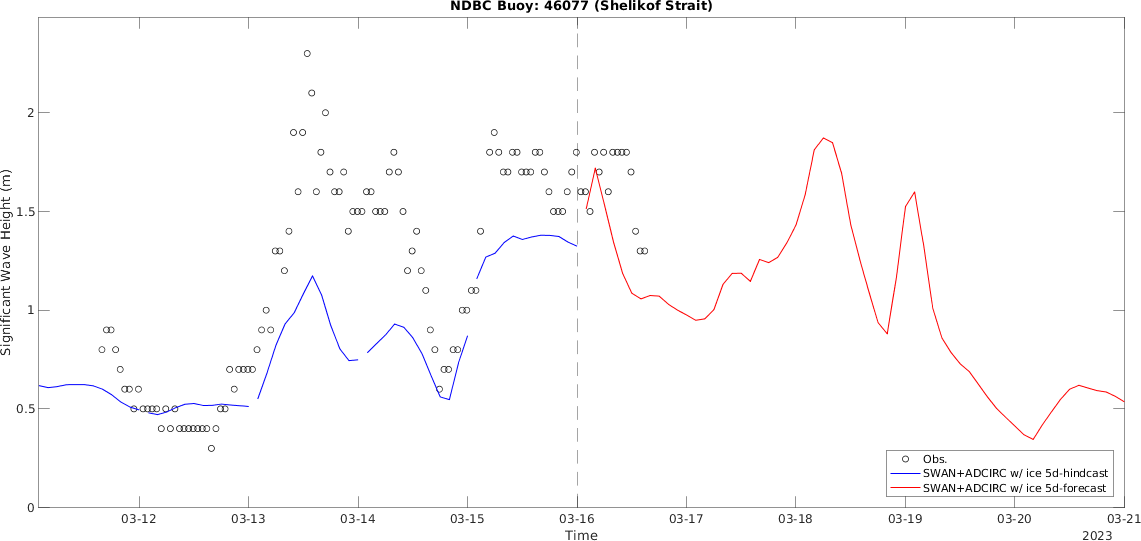 NDBC Buoy: 46077 (Shelikof Strait)
Significant Wave Height (m)
2
1.5
1
0.5
0
Obs.
SWAN+ADCIRC w/ ice 5d-hindcast
SWAN+ADCIRC w/ ice 5d-forecast
03-12 03-13 03-14 03-15 03-16 03-17 03-18 03-19 03-20 03-21
Time
2023